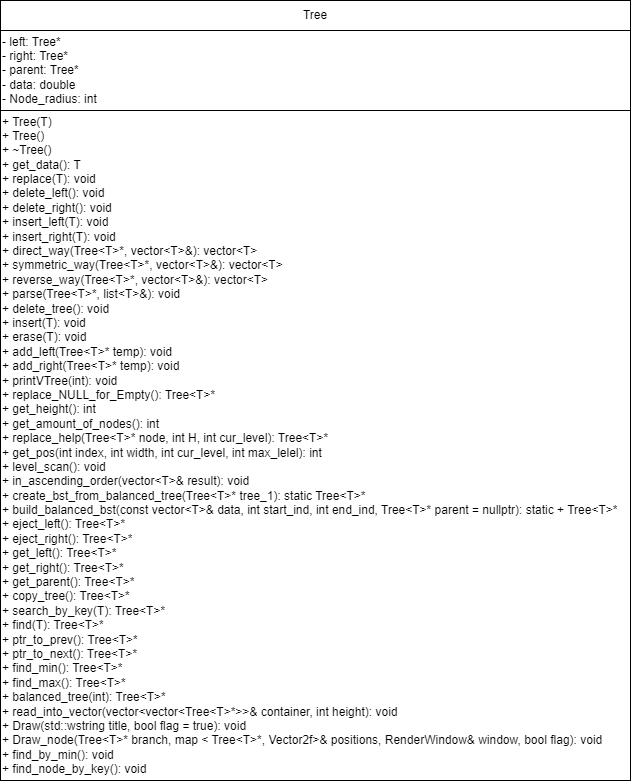 Tree
- left: Tree*
- right: Tree*
- parent: Tree*
- data: double
- Node_radius: int
+ Tree(T)
+ Tree()
+ ~Tree()
+ get_data(): T
+ replace(T): void
+ delete_left(): void
+ delete_right(): void
+ insert_left(T): void
+ insert_right(T): void
+ direct_way(Tree<T>*, vector<T>&): vector<T>
+ symmetric_way(Tree<T>*, vector<T>&): vector<T>
+ reverse_way(Tree<T>*, vector<T>&): vector<T>
+ parse(Tree<T>*, list<T>&): void
+ delete_tree(): void
+ insert(T): void
+ erase(T): void
+ add_left(Tree<T>* temp): void
+ add_right(Tree<T>* temp): void
+ printVTree(int): void
+ replace_NULL_for_Empty(): Tree<T>*
+ get_height(): int
+ get_amount_of_nodes(): int
+ replace_help(Tree<T>* node, int H, int cur_level): Tree<T>*
+ get_pos(int index, int width, int cur_level, int max_lelel): int
+ level_scan(): void
+ in_ascending_order(vector<T>& result): void
+ create_bst_from_balanced_tree(Tree<T>* tree_1): static Tree<T>*
+ build_balanced_bst(const vector<T>& data, int start_ind, int end_ind, Tree<T>* parent = nullptr): static + Tree<T>*
+ eject_left(): Tree<T>*
+ eject_right(): Tree<T>*
+ get_left(): Tree<T>*
+ get_right(): Tree<T>*
+ get_parent(): Tree<T>*
+ copy_tree(): Tree<T>*
+ search_by_key(T): Tree<T>*
+ find(T): Tree<T>*
+ ptr_to_prev(): Tree<T>*
+ ptr_to_next(): Tree<T>*
+ find_min(): Tree<T>*
+ find_max(): Tree<T>*
+ balanced_tree(int): Tree<T>*
+ read_into_vector(vector<vector<Tree<T>*>>& container, int height): void
+ Draw(std::wstring title, bool flag = true): void
+ Draw_node(Tree<T>* branch, map < Tree<T>*, Vector2f>& positions, RenderWindow& window, bool flag): void
+ find_by_min(): void
+ find_node_by_key(): void